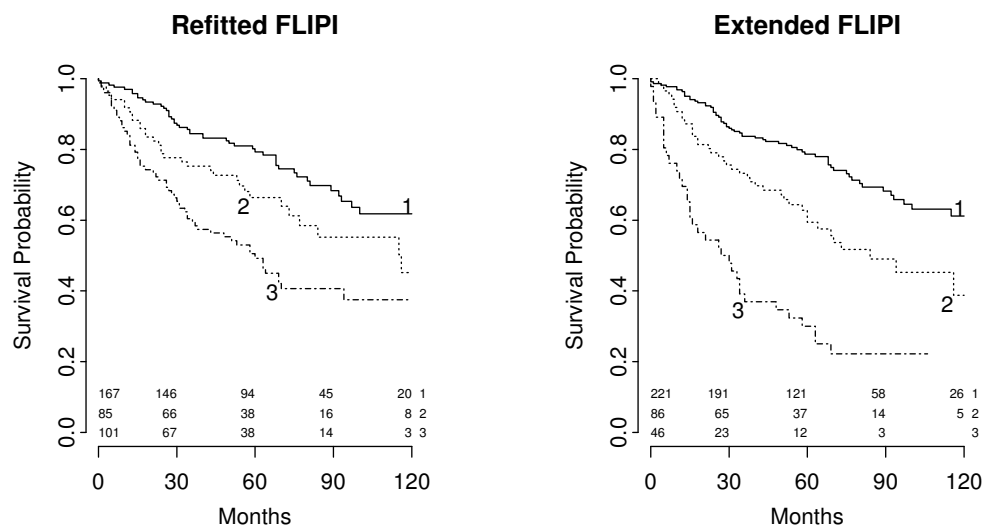 Refitted FLIPI
Survival Probability
1.0
0.8
0.6
0.4
0.2
0.0
1
2
3
167 146 94 45 20 1
85 66 38 16 8 2
101 67 38 14 3 3
0 30 60 90 120
Months
Extended FLIPI
Survival Probability
1.0
0.8
0.6
0.4
0.2
0.0
1
2
3
221 191 121 58 26 1
86 65 37 14 5 2
46 23 12 3 3
0 30 60 90 120
Months